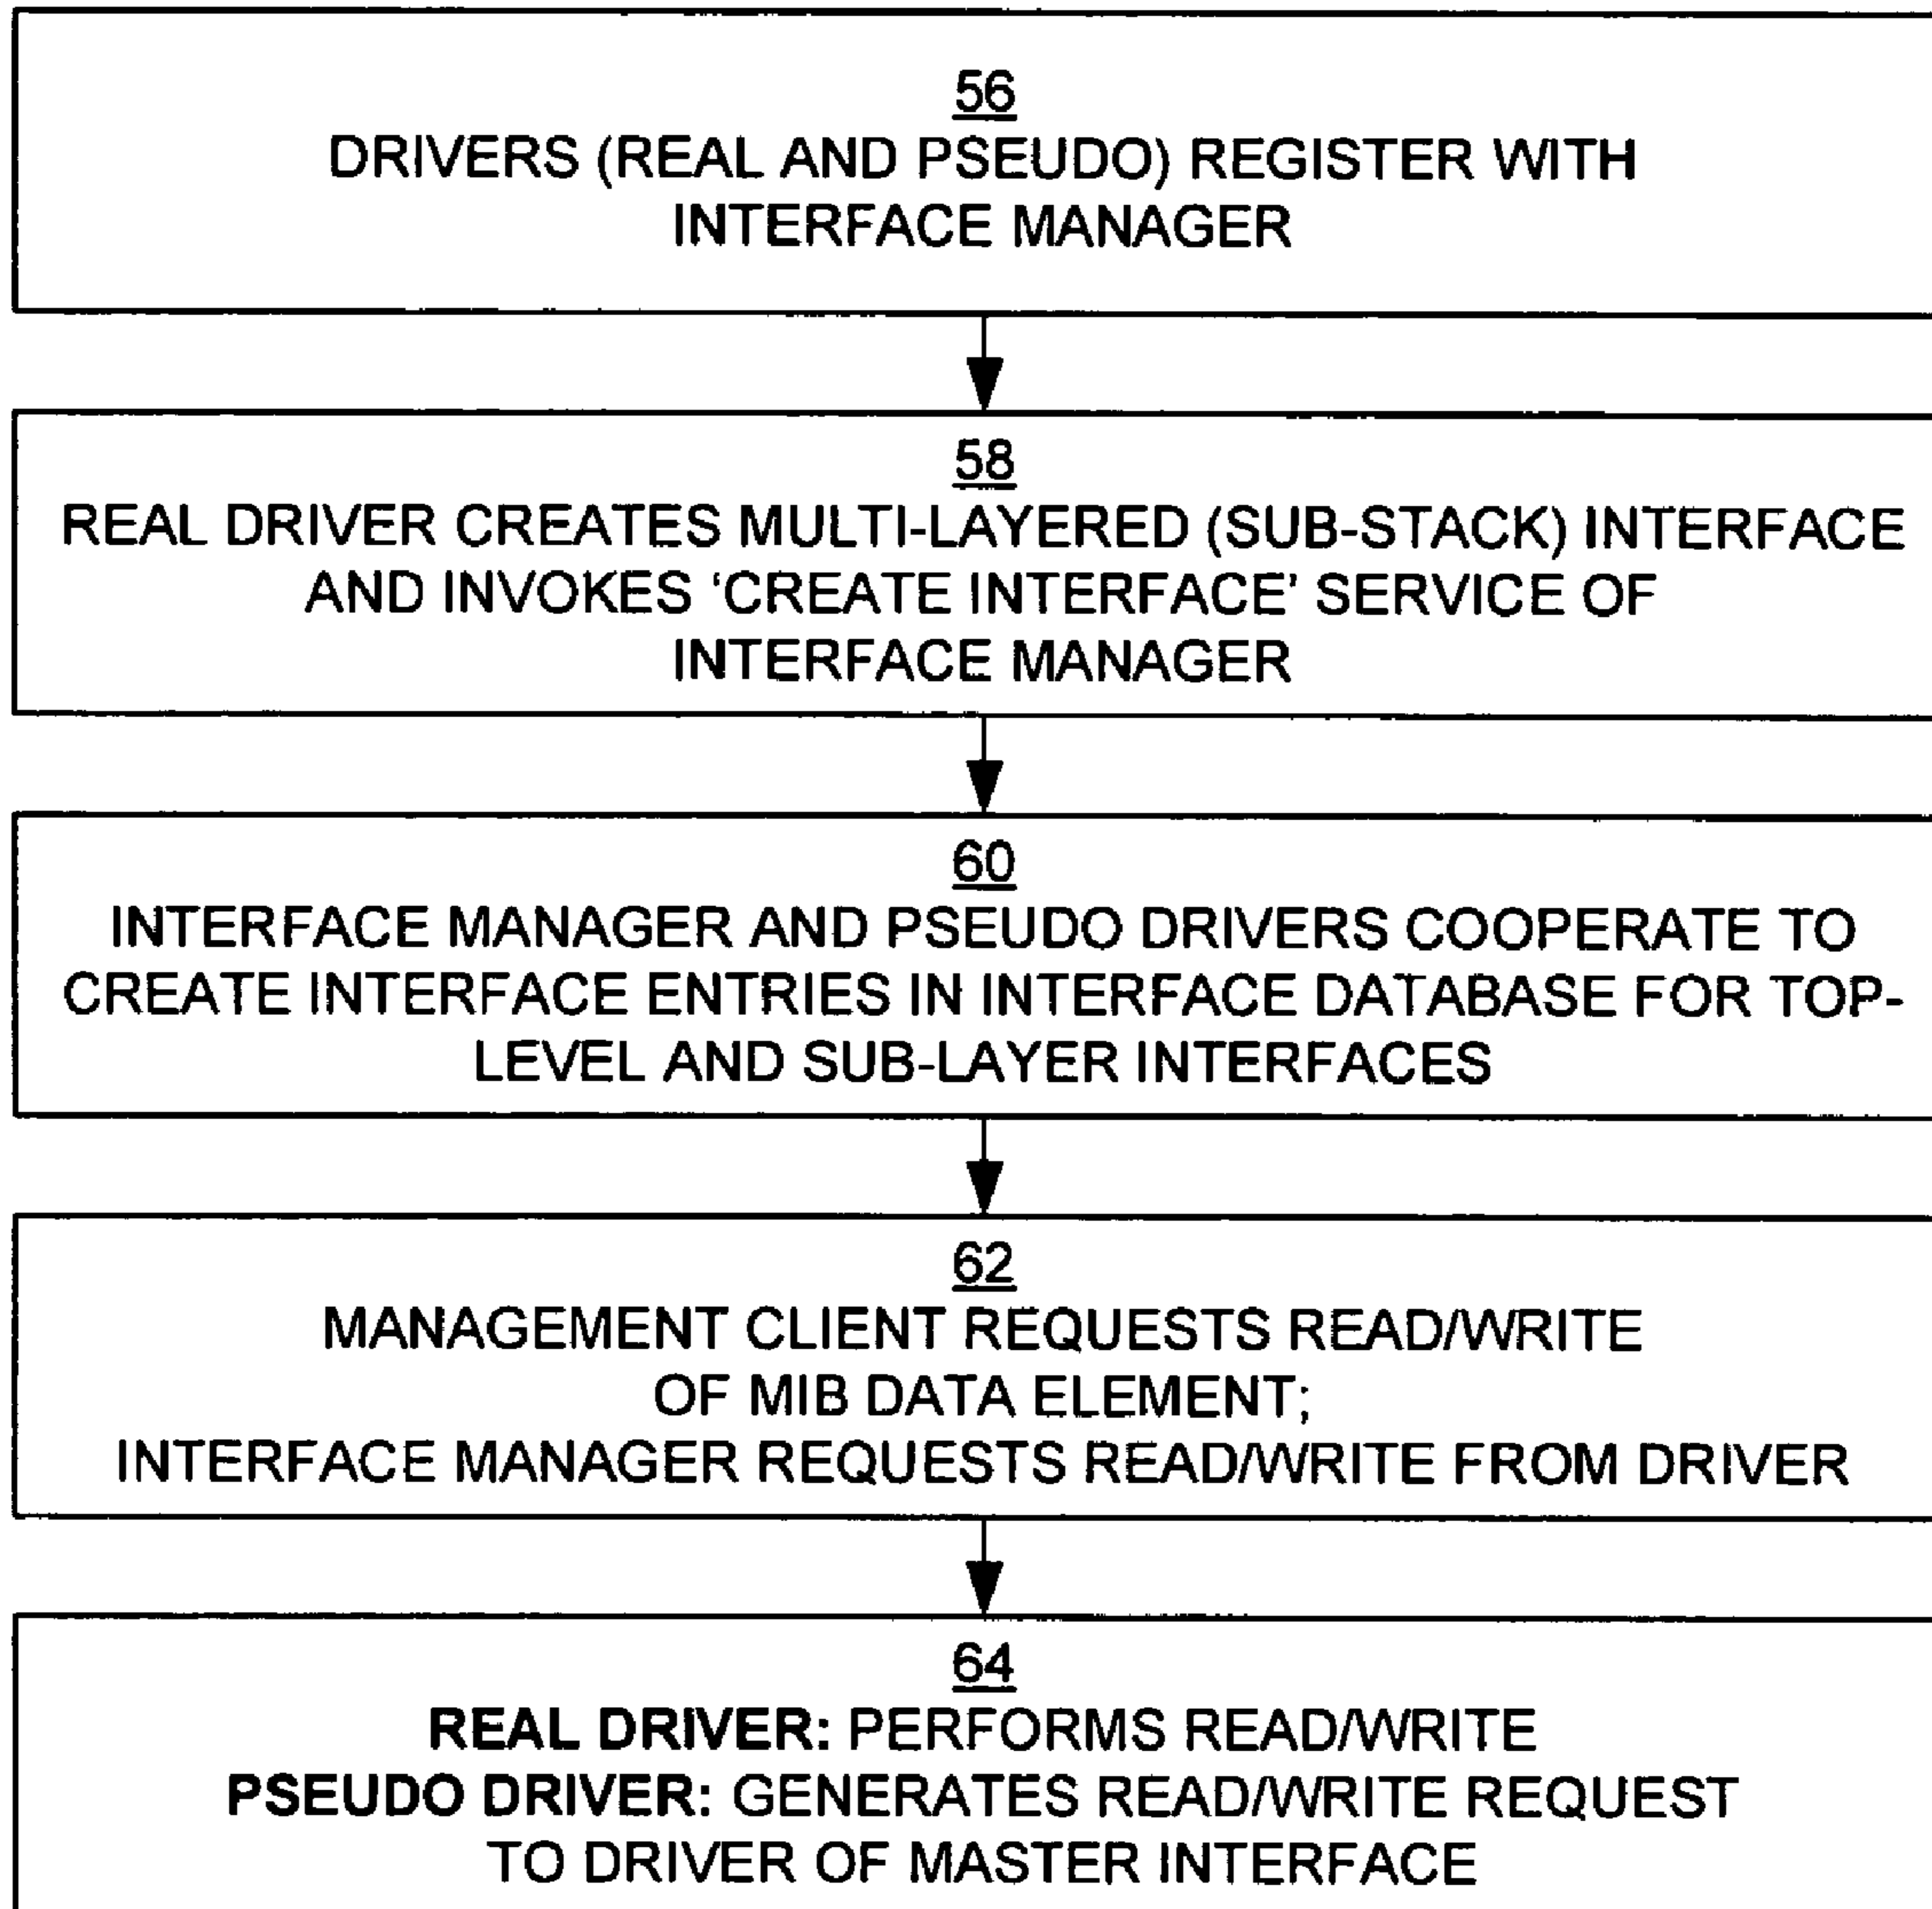 56
DRIVERS (REAL AND PSEUDO) REGISTER WITH
INTERFACE MANAGER
58
REAL DRIVER CREATES MULTI-LAYERED (SUB-STACK) INTERFACE
AND INVOKES 'CREATE INTERFACE' SERVICE OF
INTERFACE MANAGER
60
INTERFACE MANAGER AND PSEUDO DRIVERS COOPERATE TO
CREATE INTERFACE ENTRIES IN INTERFACE DATABASE FOR TOP-
LEVEL AND SUB-LAYER INTERFACES
62
MANAGEMENT CLIENT REQUESTS READ/WRITE
OF MIB DATA ELEMENT;
INTERFACE MANAGER REQUESTS READ/WRITE FROM DRIVER
64
REAL DRIVER: PERFORMS READ/WRITE
PSEUDO DRIVER: GENERATES READ/WRITE REQUEST
TO DRIVER OF MASTER INTERFACE